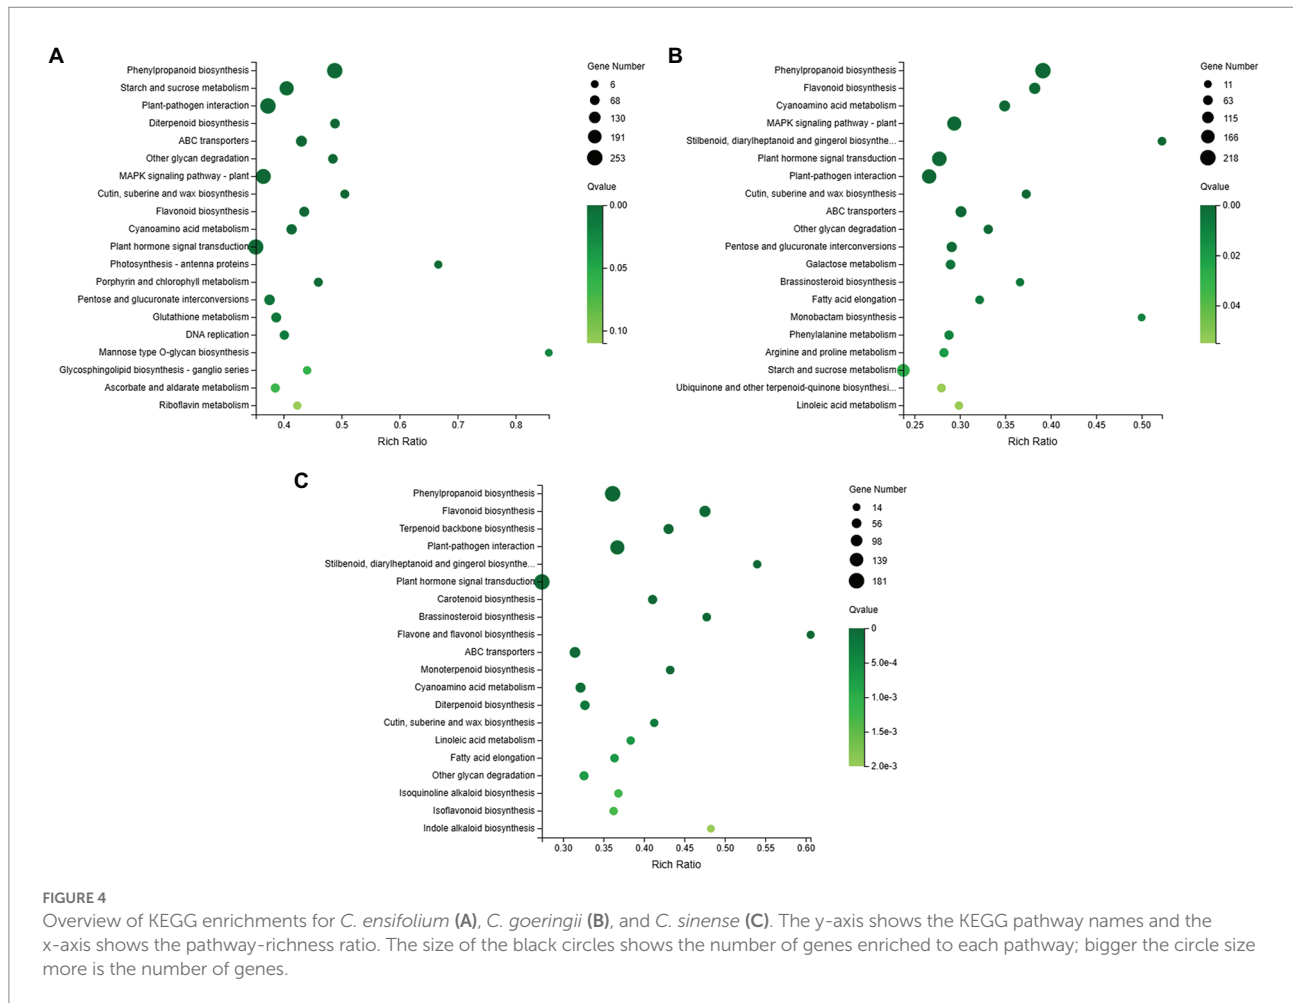 A
Phenylpropanoid biosynthesis
Starch and sucrose metabolism
Plant-pathogen interaction
Diterpenoid biosynthesis
ABC transporters
Other glycan degradation
MAPK signaling pathway - plant
Cutin, suberine and wax biosynthesis
Flavonoid biosynthesis
Cyanoamino acid metabolism
Plant hormone signal transduction
Photosynthesis - antenna proteins
Porphyrin and chlorophyll metabolism
Pentose and glucuronate interconversions
Glutathione metabolism
DNA replication
Mannose type O-glycan biosynthesis
Glycosphingolipid biosynthesis - ganglio series
Ascorbate and aldarate metabolism
Riboflavin metabolism
0.4 0.5 0.6 0.7 0.8
Rich Ratio
Gene Number
6
68
130
191
253
Qvalue
0.00
0.05
0.10
B
Phenylpropanoid biosynthesis
Flavonoid biosynthesis
Cyanoamino acid metabolism
MAPK signaling pathway - plant
Stilbenoid, diarylheptanoid and gingerol biosynthe...
Plant hormone signal transduction
Plant-pathogen interaction
Cutin, suberine and wax biosynthesis
ABC transporters
Other glycan degradation
Pentose and glucuronate interconversions
Galactose metabolism
Brassinosteroid biosynthesis
Fatty acid elongation
Monobactam biosynthesis
Phenylalanine metabolism
Arginine and proline metabolism
Starch and sucrose metabolism
Ubiquinone and other terpenoid-quinone biosynthesi...
Linoleic acid metabolism
0.25 0.30 0.35 0.40 0.45 0.50
Rich Ratio
Gene Number
11
63
115
166
218
Qvalue
0.00
0.02
0.04
C
Phenylpropanoid biosynthesis
Flavonoid biosynthesis
Terpenoid backbone biosynthesis
Plant-pathogen interaction
Stilbenoid, diarylheptanoid and gingerol biosynthe...
Plant hormone signal transduction
Carotenoid biosynthesis
Brassinosteroid biosynthesis
Flavone and flavonol biosynthesis
ABC transporters
Monoterpenoid biosynthesis
Cyanoamino acid metabolism
Diterpenoid biosynthesis
Cutin, suberine and wax biosynthesis
Linoleic acid metabolism
Fatty acid elongation
Other glycan degradation
Isoquinoline alkaloid biosynthesis
Isoflavonoid biosynthesis
Indole alkaloid biosynthesis
0.30 0.35 0.40 0.45 0.50 0.55 0.60
Rich Ratio
Gene Number
14
56
98
139
181
Qvalue
0
5.0e-4
1.0e-3
1.5e-3
2.0e-3
FIGURE 4
Overview of KEGG enrichments for C. ensifolium (A), C. goeringii (B), and C. sinense (C). The y-axis shows the KEGG pathway names and the
x-axis shows the pathway-richness ratio. The size of the black circles shows the number of genes enriched to each pathway; bigger the circle size
more is the number of genes.